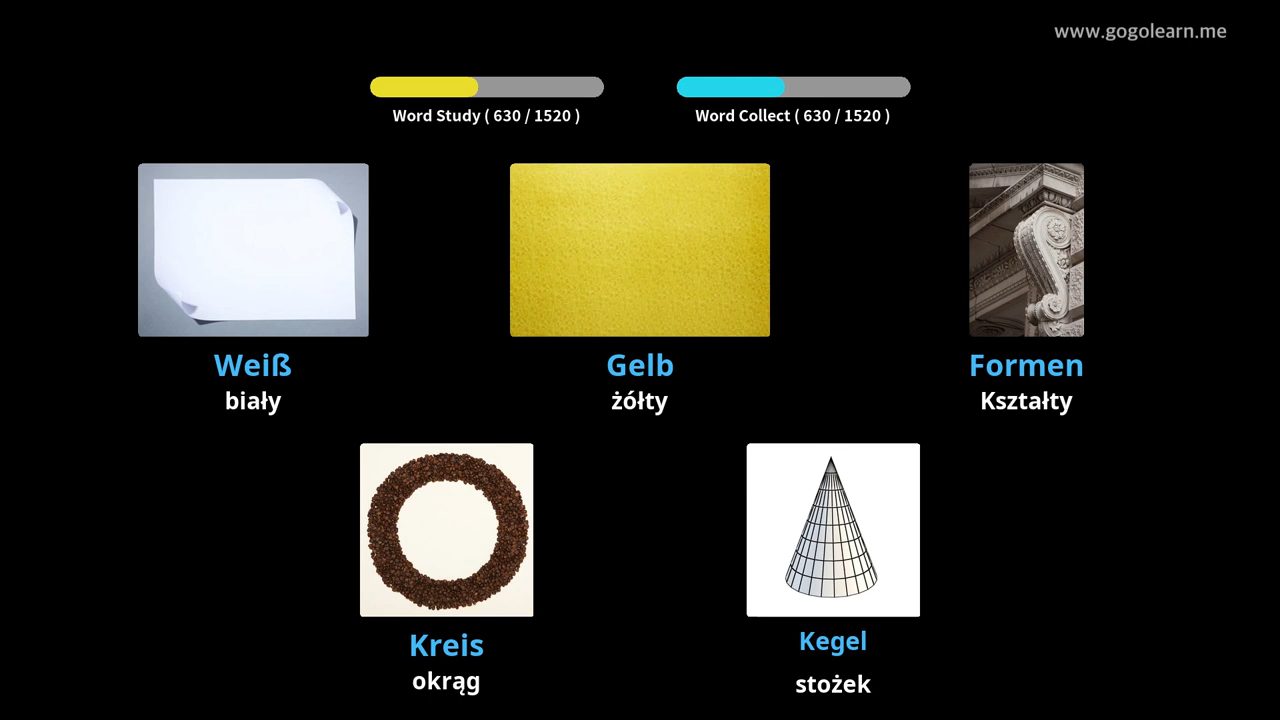 www.gogolearn.me
Word Study ( 630 / 1520 )
Word Collect ( 630 / 1520 )
Weiß
biały
Gelb
żółty
Formen
Kształty
Kreis
okrąg
Kegel
stożek